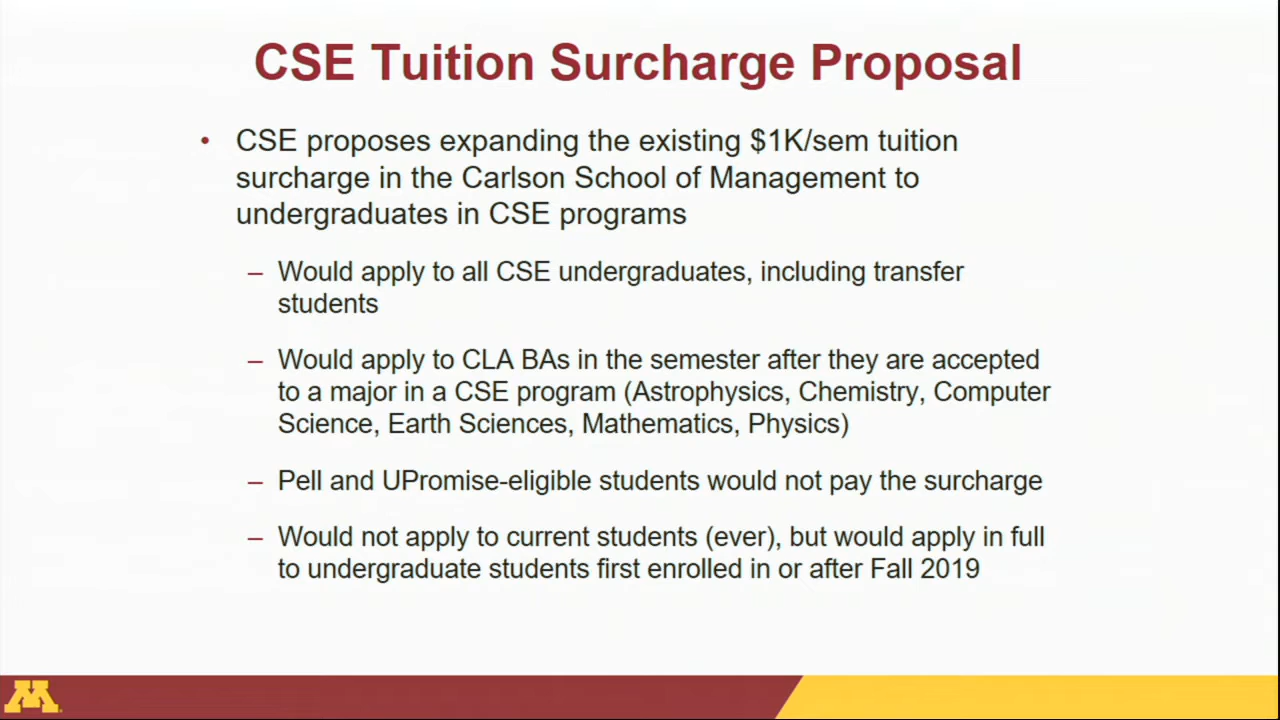 CSE Tuition Surcharge Proposal
• CSE proposes expanding the existing $1K/sem tuition
surcharge in the Carlson School of Management to
undergraduates in CSE programs
– Would apply to all CSE undergraduates, including transfer
students
– Would apply to CLA BAs in the semester after they are accepted
to a major in a CSE program (Astrophysics, Chemistry, Computer
Science, Earth Sciences, Mathematics, Physics)
– Pell and UPromise-eligible students would not pay the surcharge
– Would not apply to current students (ever), but would apply in full
to undergraduate students first enrolled in or after Fall 2019
M